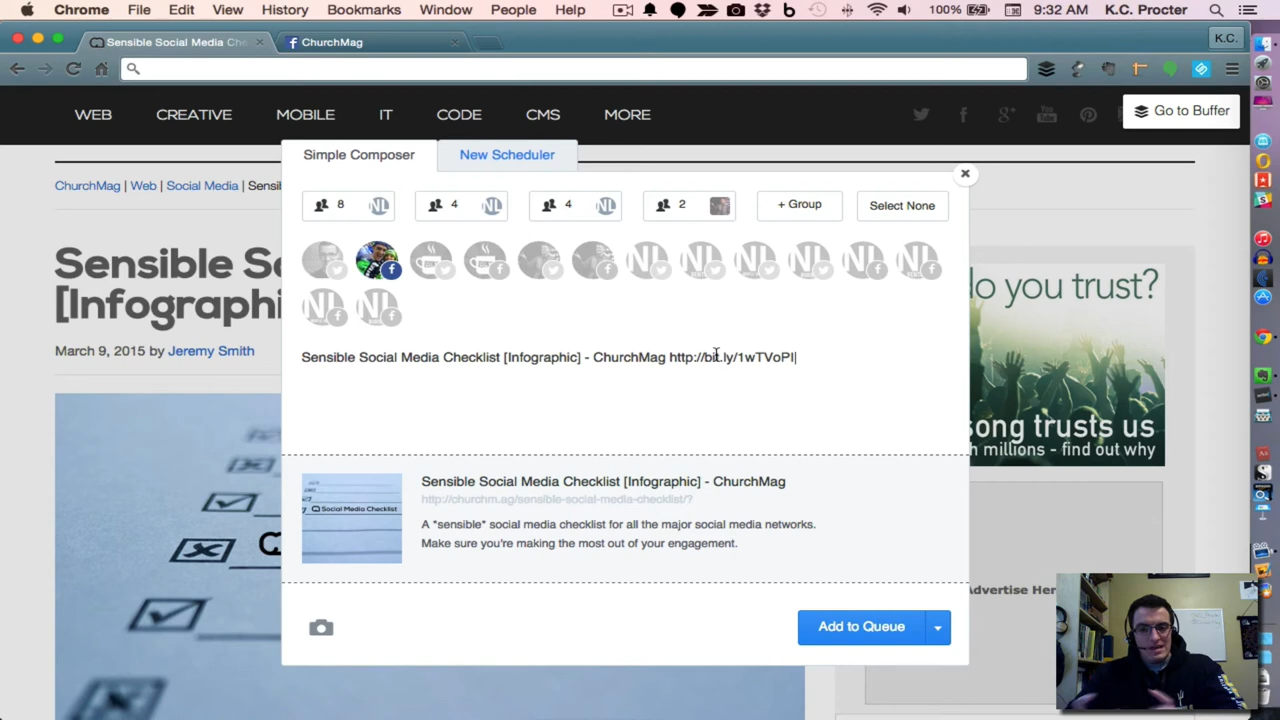 Chrome File Edit View History Bookmarks Window People Help 100% 9:32 AM K.C. Procter
Sensible Social Media Che ChurchMag K.C.
WEB CREATIVE MOBILE IT CODE CMS MORE
Go to Buffer
Simple Composer New Scheduler
ChurchMag | Web | Social Media | Sensi
8 4 4 2 + Group Select None
Sensible So
[Infographi
March 9, 2015 by Jeremy Smith
do you trust?
Sensible Social Media Checklist [Infographic] - ChurchMag http://bit.ly/1wTVoPI
song trusts us
h millions - find out why
Sensible Social Media Checklist [Infographic] - ChurchMag
http://churchm.ag/sensible-social-media-checklist/?
Social Media Checklist
A *sensible* social media checklist for all the major social media networks.
Make sure you're making the most out of your engagement.
Advertise Her
Add to Queue